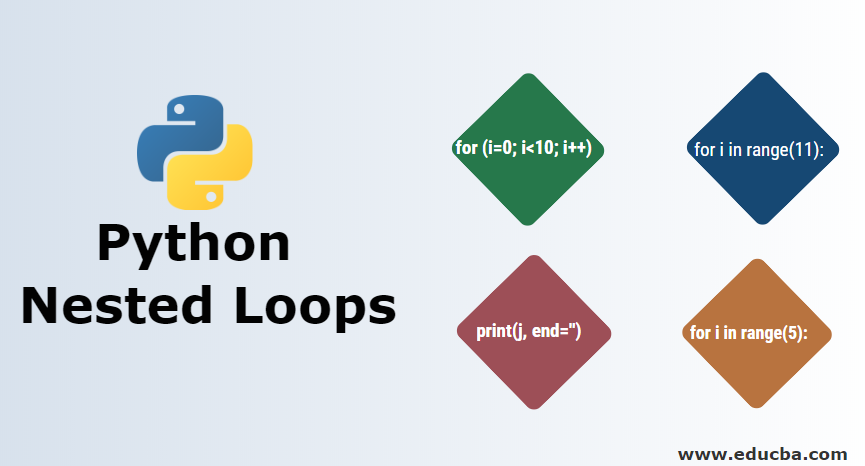 Python
Nested Loops
for (i=0; i<10; i++)
for i in range(11):
print(j, end='')
for i in range(5):
www.educba.com